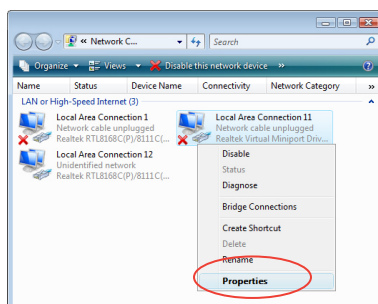 « Network C...
Search
Organize
Views
Disable this network device
»
Name Status Device Name Connectivity Network Category »
LAN or High-Speed Internet (3)
Local Area Connection 1
Network cable unplugged
Realtek RTL8168C(P)/8111C(...
Local Area Connection 11
Network cable unplugged
Realtek Virtual Miniport Driv...
Local Area Connection 12
Unidentified network
Realtek RTL8168C(P)/8111C(...
Disable
Status
Diagnose
Bridge Connections
Create Shortcut
Delete
Rename
Properties